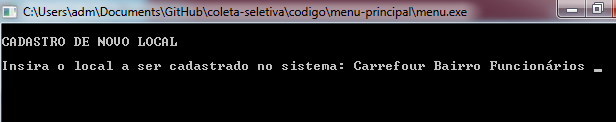 C:\Users\adm\Documents\GitHub\coleta-seletiva\codigo\menu-principal\menu.exe
CADASTRO DE NOVO LOCAL
Insira o local a ser cadastrado no sistema: Carrefour Bairro Funcionários _